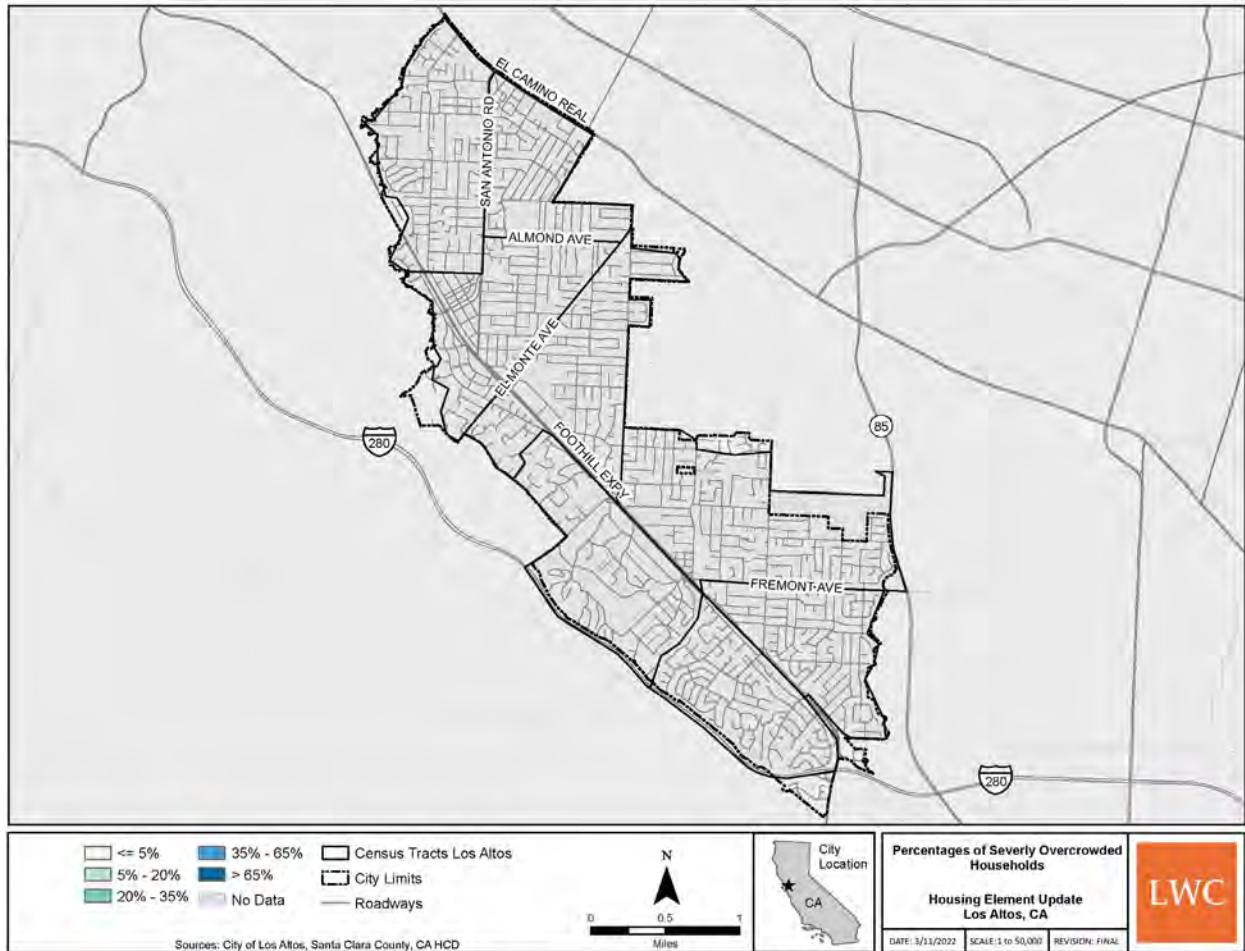 EL CAMINO REAL
SAN ANTONIO RD
ALMOND AVE
EL MONTE AVE
FOOTHILL EXPY
280
85
FREMONT AVE
280
<= 5%
5% - 20%
20% - 35%
35% - 65%
> 65%
No Data
Census Tracts Los Altos
City Limits
Roadways
Sources: City of Los Altos, Santa Clara County, CA HCD
N
0 0.5 1
Miles
City
Location
CA
Percentages of Severly Overcrowded
Households
Housing Element Update
Los Altos, CA
DATE: 3/11/2022 SCALE: 1 to 50,000 REVISION: FINAL
LWC